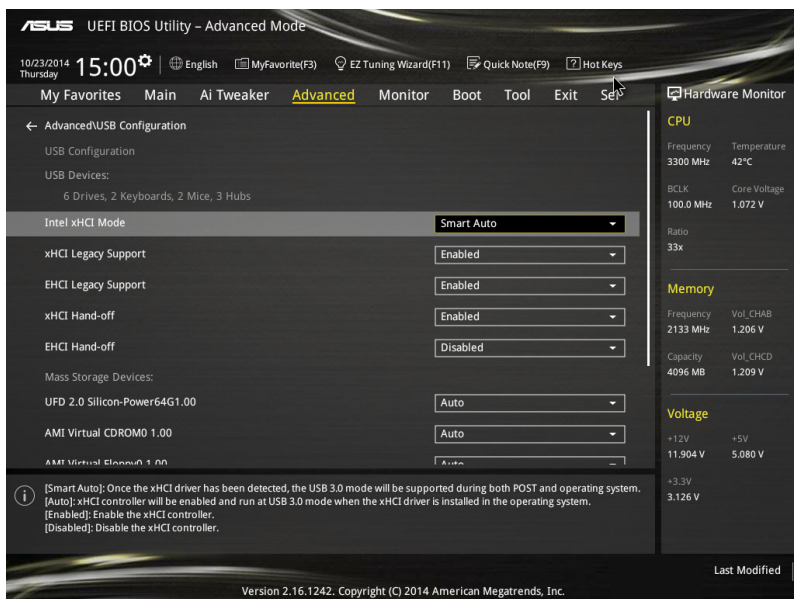 ASUS UEFI BIOS Utility – Advanced Mode
10/23/2014 Thursday 15:00 English MyFavorite(F3) EZ Tuning Wizard(F11) Quick Note(F9) ? Hot Keys
My Favorites Main Ai Tweaker Advanced Monitor Boot Tool Exit
← Advanced\USB Configuration
USB Configuration
USB Devices:
6 Drives, 2 Keyboards, 2 Mice, 3 Hubs
Intel xHCI Mode Smart Auto
xHCI Legacy Support Enabled
EHCI Legacy Support Enabled
xHCI Hand-off Enabled
EHCI Hand-off Disabled
Mass Storage Devices:
UFD 2.0 Silicon-Power64G1.00 Auto
AMI Virtual CDROM0 1.00 Auto
AMI Virtual Floppy0 1.00 Auto
[Smart Auto]: Once the xHCI driver has been detected, the USB 3.0 mode will be supported during both POST and operating system.
[Auto]: xHCI controller will be enabled and run at USB 3.0 mode when the xHCI driver is installed in the operating system.
[Enabled]: Enable the xHCI controller.
[Disabled]: Disable the xHCI controller.
Hardware Monitor
CPU
Frequency Temperature
3300 MHz 42°C
BCLK Core Voltage
100.0 MHz 1.072 V
Ratio
33x
Memory
Frequency Vol_CHAB
2133 MHz 1.206 V
Capacity Vol_CHCD
4096 MB 1.209 V
Voltage
+12V +5V
11.904 V 5.080 V
+3.3V
3.126 V
Last Modified
Version 2.16.1242. Copyright (C) 2014 American Megatrends, Inc.